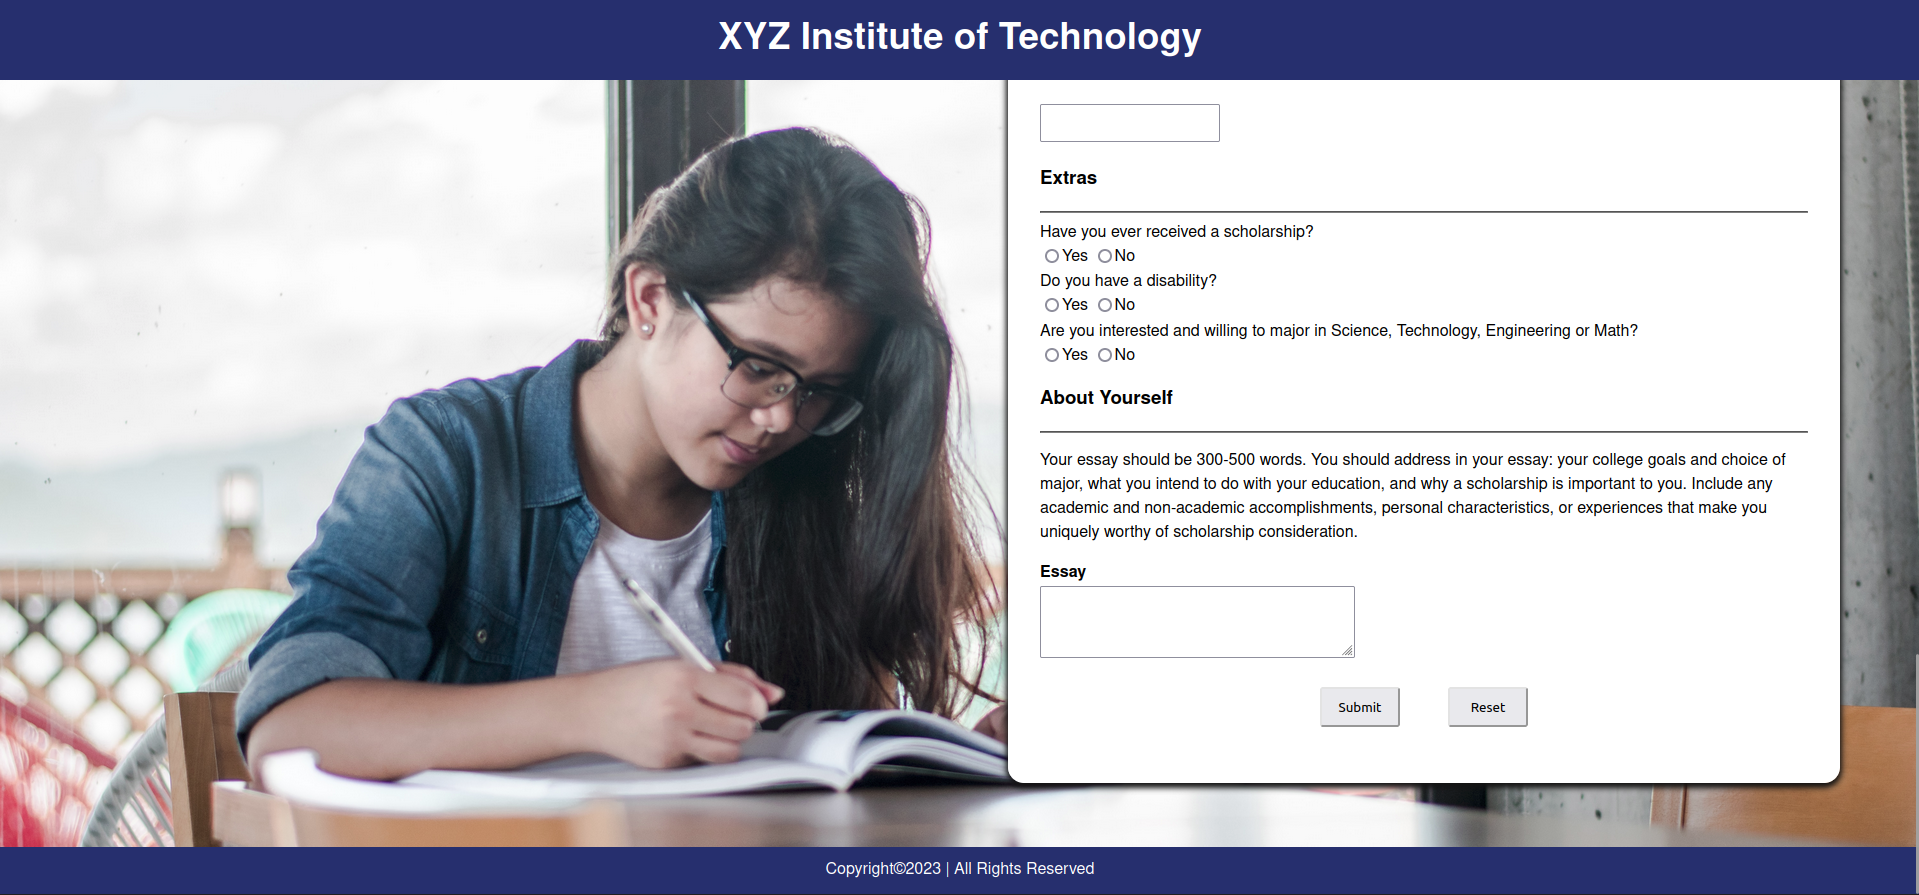 XYZ Institute of Technology
Extras
Have you ever received a scholarship?
Yes No
Do you have a disability?
Yes No
Are you interested and willing to major in Science, Technology, Engineering or Math?
Yes No
About Yourself
Your essay should be 300-500 words. You should address in your essay: your college goals and choice of
major, what you intend to do with your education, and why a scholarship is important to you. Include any
academic and non-academic accomplishments, personal characteristics, or experiences that make you
uniquely worthy of scholarship consideration.
Essay
Submit Reset
Copyright©2023 | All Rights Reserved